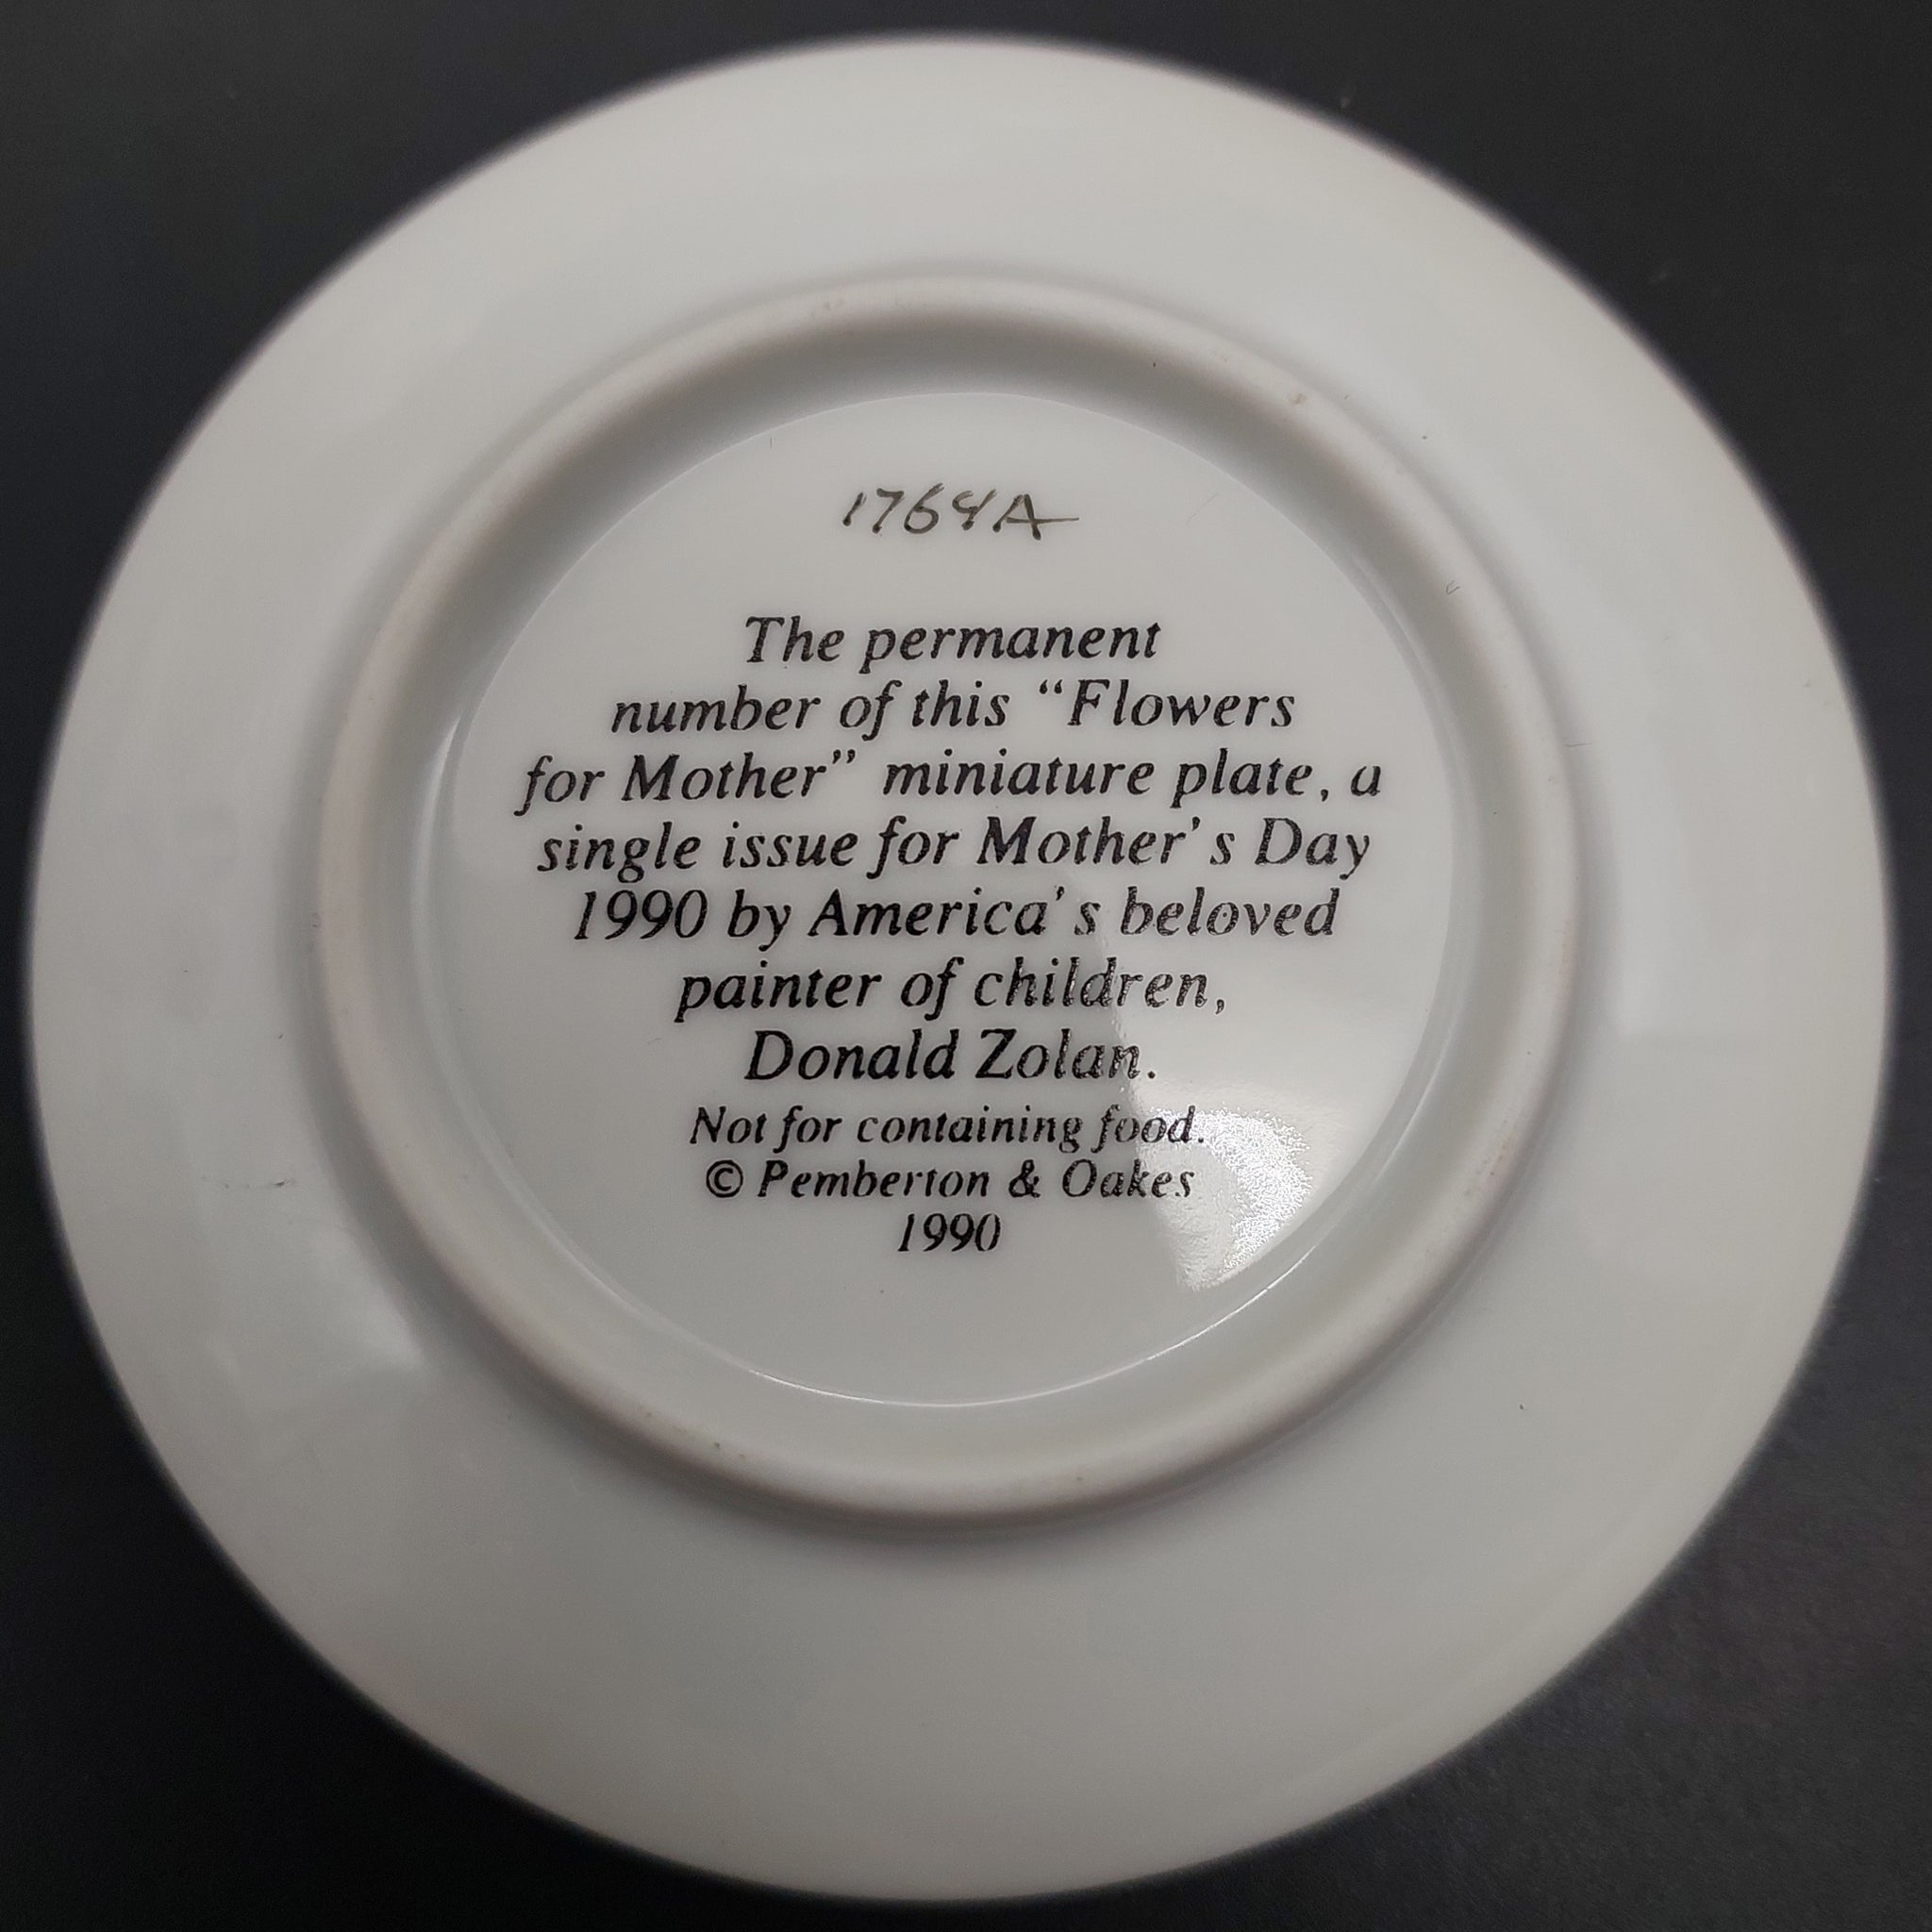 1764A
The permanent
number of this “Flowers
for Mother” miniature plate, a
single issue for Mother's Day
1990 by America's beloved
painter of children,
Donald Zolan.
Not for containing food.
© Pemberton & Oakes
1990